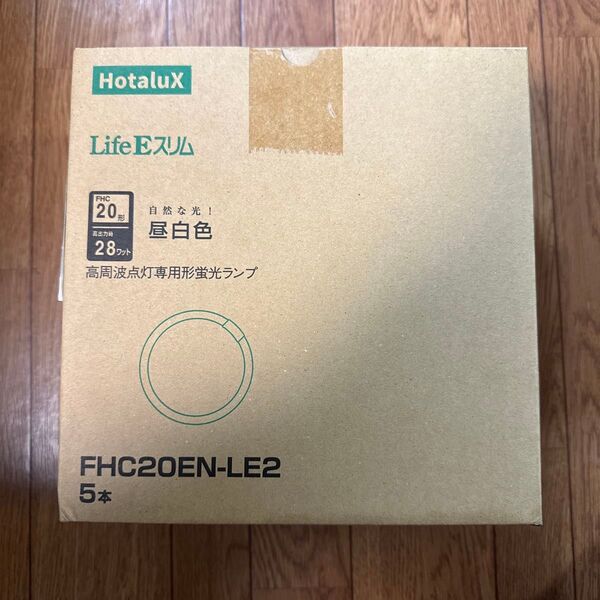 HotaluX
LifeEスリム
FHC
20形
高出力時
28ワット
自然な光!
昼白色
高周波点灯専用形蛍光ランプ
FHC20EN-LE2
5本